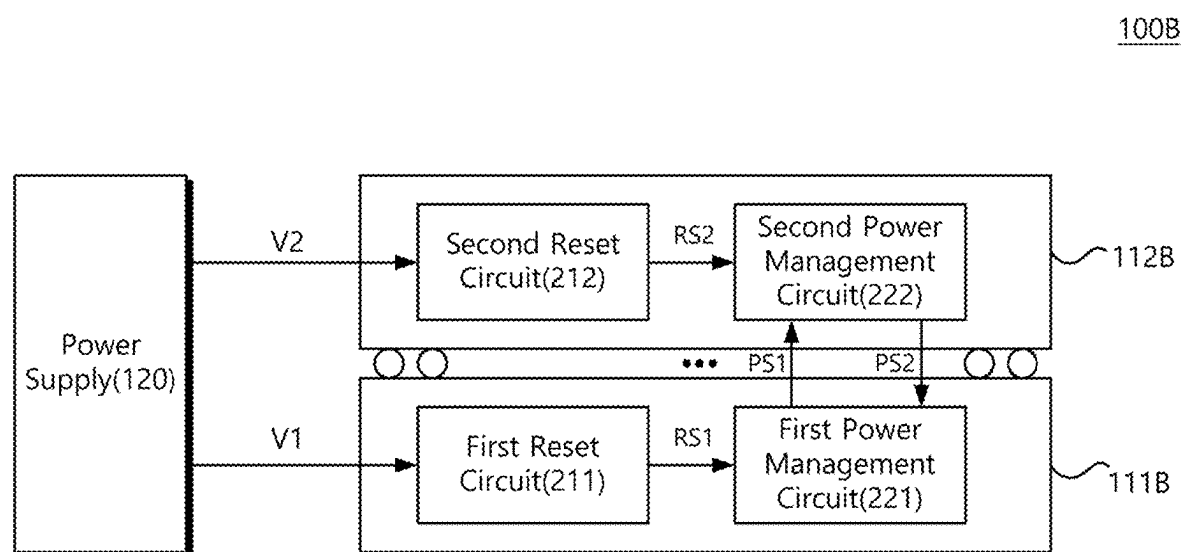 100B
Power
Supply(120)
V2
Second Reset
Circuit(212)
RS2
Second Power
Management
Circuit(222)
112B
•••
PS1
PS2
V1
First Reset
Circuit(211)
RS1
First Power
Management
Circuit(221)
111B